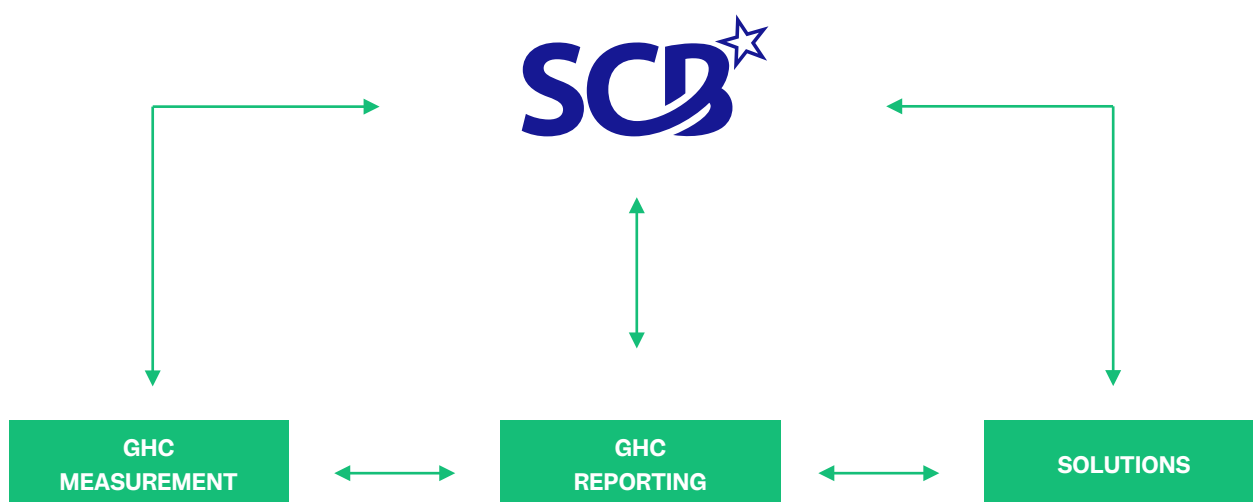 SCB
GHC
MEASUREMENT
GHC
REPORTING
SOLUTIONS